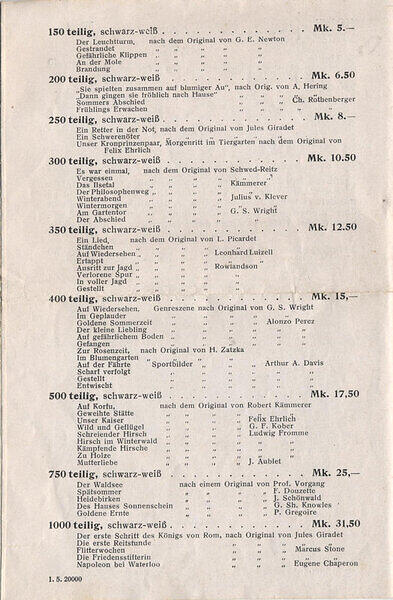 150 teilig, schwarz-weiß . . . . . . . . . . . . . Mk. 5.—
Der Leuchtturm, nach dem Original von G. E. Newton
Gestrandet „ „ „ „ „
Gefährliche Klippen „ „ „ „ „
An der Mole „ „ „ „ „
Brandung „ „ „ „ „
200 teilig, schwarz-weiß . . . . . . . . . . . . . Mk. 6.50
„Sie spielten zusammen auf blumiger Au", nach Orig. von A. Hering
„Dann gingen sie fröhlich nach Hause" „ „ „ „ „
Sommers Abschied „ „ „ „ Ch. Rothenberger
Frühlings Erwachen „ „ „ „ „
250 teilig, schwarz-weiß . . . . . . . . . . . . . Mk. 8.—
Ein Retter in der Not, nach dem Original von Jules Giradet
Ein Schwerenöter
Unser Kronprinzenpaar, Morgenritt im Tiergarten nach dem Original von
Felix Ehrlich
300 teilig, schwarz-weiß . . . . . . . . . . . . . Mk. 10.50
Es war einmal, nach dem Original von Schwed-Reitz
Vergessen „ „ „ „ „
Das Ilsetal „ „ „ „ Kämmerer
Der Philosophenweg „ „ „ „ „
Winterabend „ „ „ „ Julius v. Klever
Wintermorgen „ „ „ „ „
Am Gartentor „ „ „ „ G. S. Wright
Der Abschied „ „ „ „ „
350 teilig, schwarz-weiß . . . . . . . . . . . . . Mk. 12.50
Ein Lied, nach dem Original von L. Picardet
Ständchen „ „ „ „ „
Auf Wiedersehen „ „ „ „ Leonhard Luizell
Ertappt „ „ „ „ „
Ausritt zur Jagd „ „ „ „ Rowlandson
Verlorene Spur „ „ „ „ „
In voller Jagd „ „ „ „ „
Gestellt „ „ „ „ „
400 teilig, schwarz-weiß . . . . . . . . . . . . . Mk. 15,—
Auf Wiedersehen, Genreszene nach Original von G. S. Wright
Im Geplauder „ „ „ „ „
Goldene Sommerzeit „ „ „ „ Alonzo Perez
Der kleine Liebling „ „ „ „ „
Auf gefährlichem Boden „ „ „ „ „
Gefangen „ „ „ „ „
Zur Rosenzeit, nach Original von H. Zatzka
Im Blumengarten „ „ „ „
Auf der Fährte "Sportbilder „ „ „ Arthur A. Davis
Scharf verfolgt „ „ „ „ „
Gestellt „ „ „ „ „
Entwischt „ „ „ „ „
500 teilig, schwarz-weiß . . . . . . . . . . . . . Mk. 17,50
Auf Korfu, nach dem Original von Robert Kämmerer
Geweihte Stätte „ „ „ „ „
Unser Kaiser „ „ „ „ Felix Ehrlich
Wild und Geflügel „ „ „ „ G. F. Kober
Schreiender Hirsch „ „ „ „ Ludwig Fromme
Hirsch im Winterwald „ „ „ „ „
Kämpfende Hirsche „ „ „ „ „
Zu Holze „ „ „ „ „
Mutterliebe „ „ „ „ J. Aublet
750 teilig, schwarz-weiß . . . . . . . . . . . . . Mk. 25,—
Der Waldsee nach einem Original von Prof. Vorgang
Spätsommer „ „ „ „ F. Douzette
Heidebirken „ „ „ „ J. Schönwald
Des Hauses Sonnenschein „ „ „ „ G. Sh. Knowles
Goldene Ernte „ „ „ „ P. Gregoire
1000 teilig, schwarz-weiß . . . . . . . . . . . . . Mk. 31,50
Der erste Schritt des Königs von Rom, nach Original von Jules Giradet
Die erste Reitstunde „ „ „ „
Flitterwochen „ „ „ Marcus Stone
Die Friedensstifterin „ „ „ „
Napoleon bei Waterloo „ „ „ Eugene Chaperon
1. 5. 20000